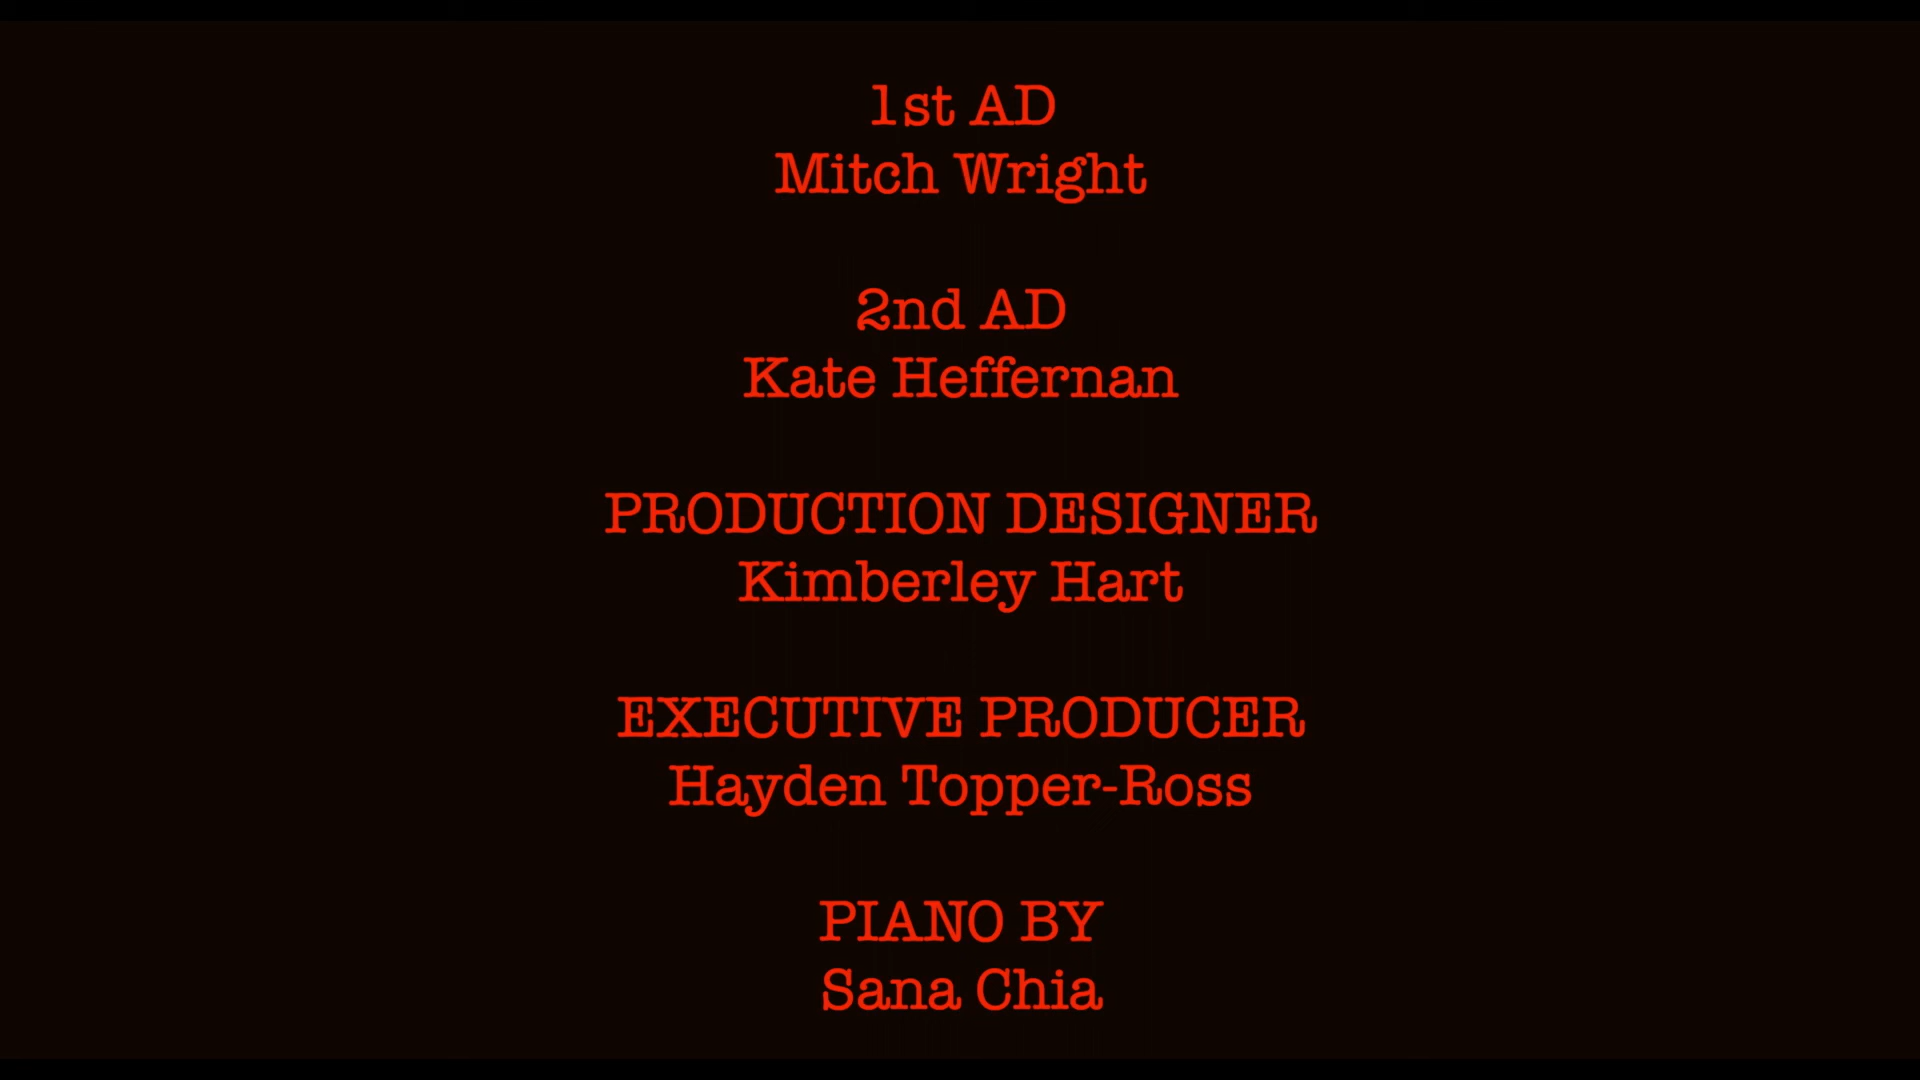 1st AD
Mitch Wright
2nd AD
Kate Heffernan
PRODUCTION DESIGNER
Kimberley Hart
EXECUTIVE PRODUCER
Hayden Topper-Ross
PIANO BY
Sana Chia